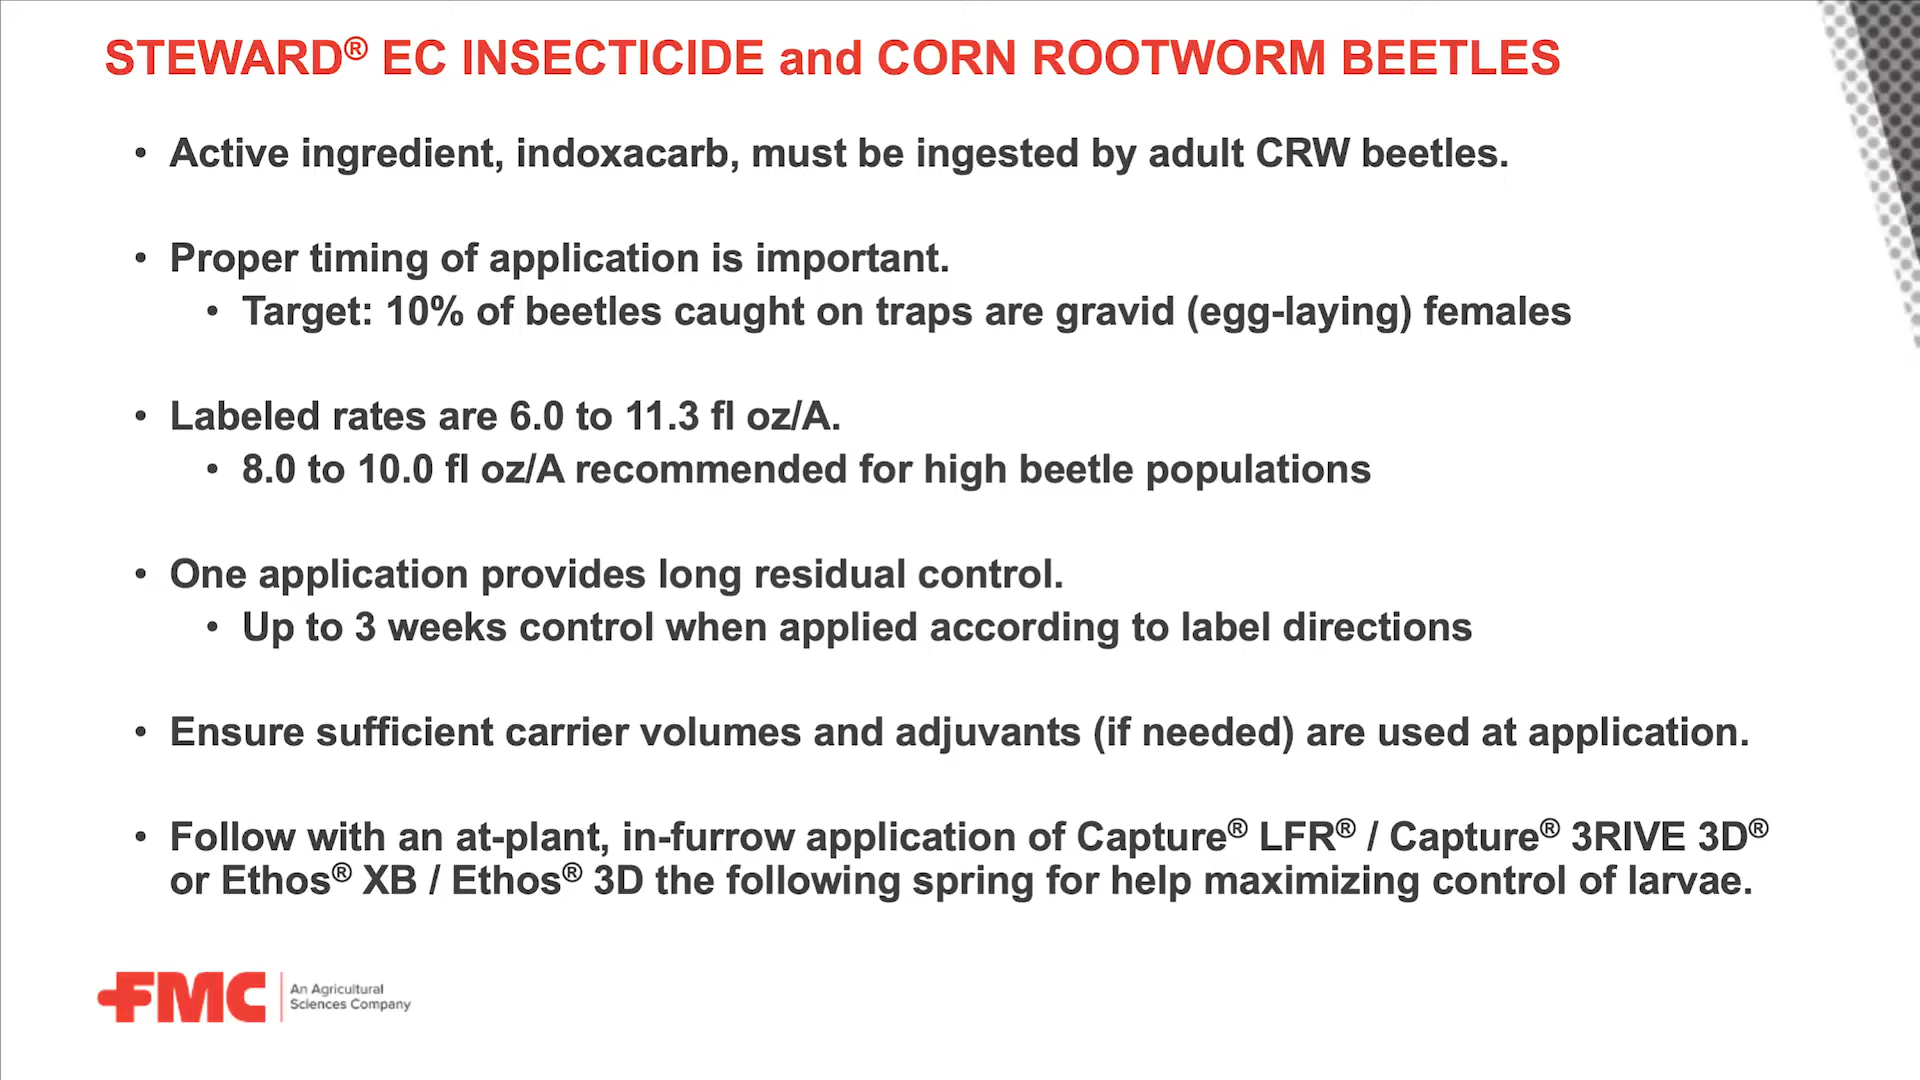 STEWARD® EC INSECTICIDE and CORN ROOTWORM BEETLES
• Active ingredient, indoxacarb, must be ingested by adult CRW beetles.
• Proper timing of application is important.
• Target: 10% of beetles caught on traps are gravid (egg-laying) females
• Labeled rates are 6.0 to 11.3 fl oz/A.
• 8.0 to 10.0 fl oz/A recommended for high beetle populations
• One application provides long residual control.
• Up to 3 weeks control when applied according to label directions
• Ensure sufficient carrier volumes and adjuvants (if needed) are used at application.
• Follow with an at-plant, in-furrow application of Capture® LFR® / Capture® 3RIVE 3D®
or Ethos® XB / Ethos® 3D the following spring for help maximizing control of larvae.
FMC
An Agricultural
Sciences Company